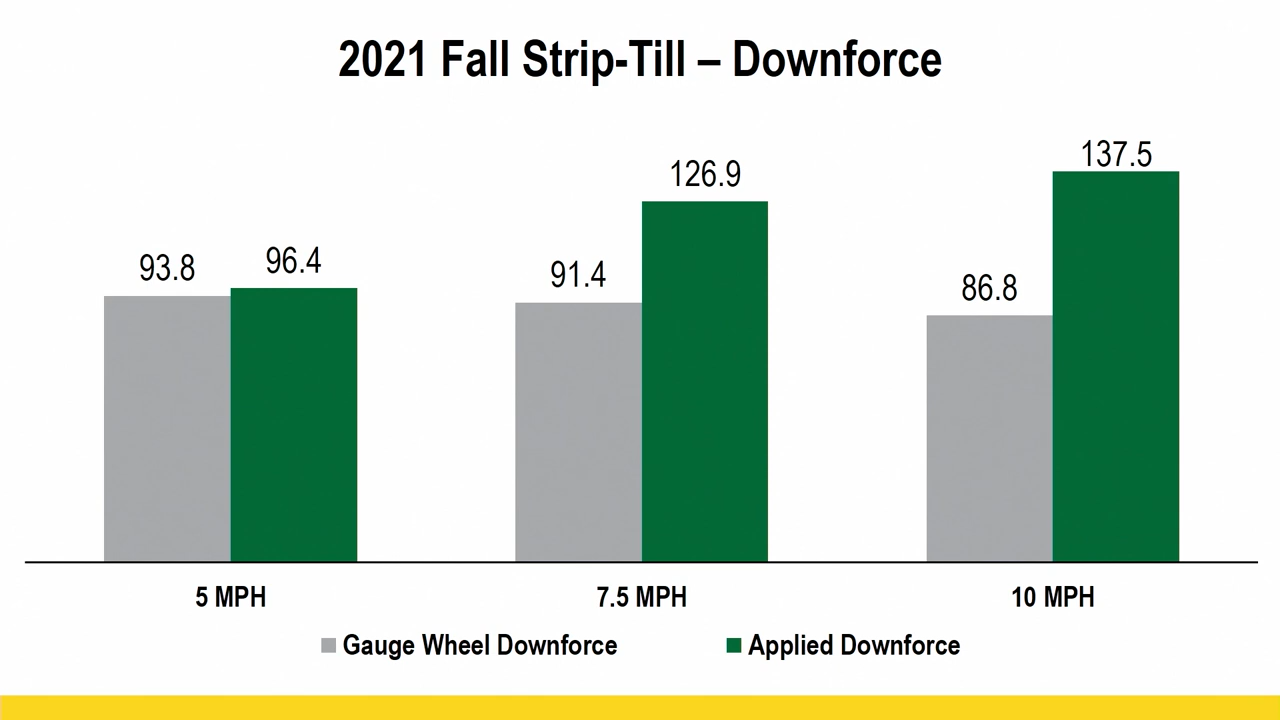 2021 Fall Strip-Till – Downforce
137.5
126.9
93.8 96.4
91.4
86.8
5 MPH 7.5 MPH 10 MPH
Gauge Wheel Downforce Applied Downforce